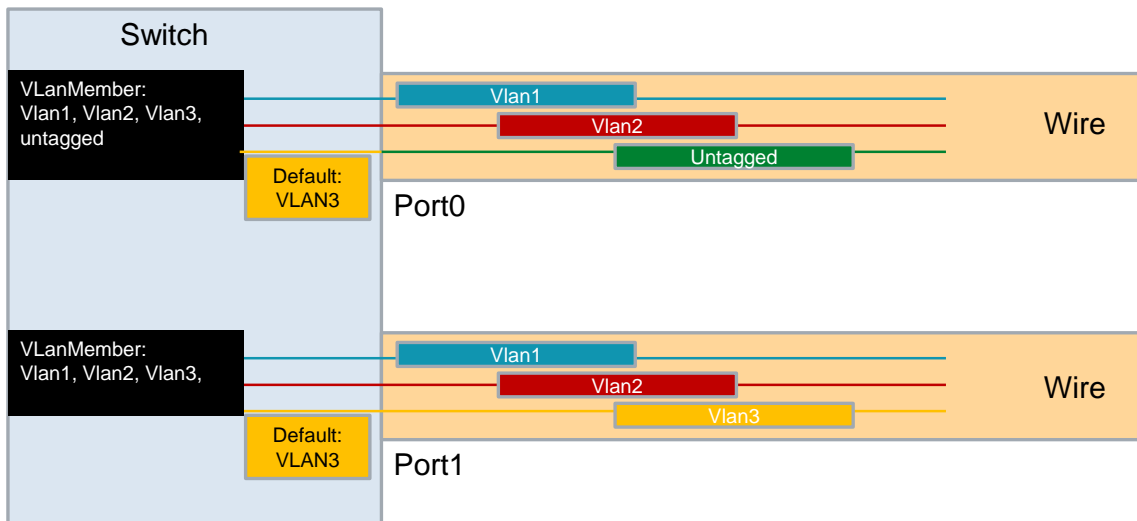 Switch
VLanMember:
Vlan1, Vlan2, Vlan3,
untagged
Default:
VLAN3
Vlan1
Vlan2
Untagged
Wire
Port0
VLanMember:
Vlan1, Vlan2, Vlan3,
Default:
VLAN3
Vlan1
Vlan2
Vlan3
Wire
Port1